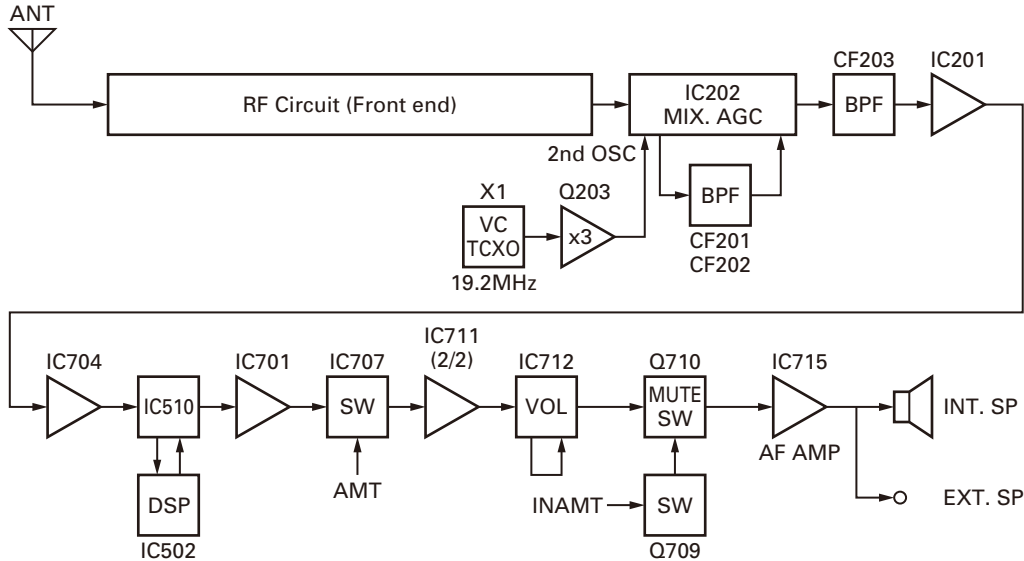 ANT
RF Circuit (Front end)
IC202
MIX. AGC
CF203
BPF
IC201
2nd OSC
X1
VC
TCXO
19.2MHz
Q203
x3
BPF
CF201
CF202
IC704
IC510
DSP
IC502
IC701
IC707
SW
AMT
IC711
(2/2)
IC712
VOL
Q710
MUTE
SW
INAMT
SW
Q709
IC715
AF AMP
INT. SP
EXT. SP